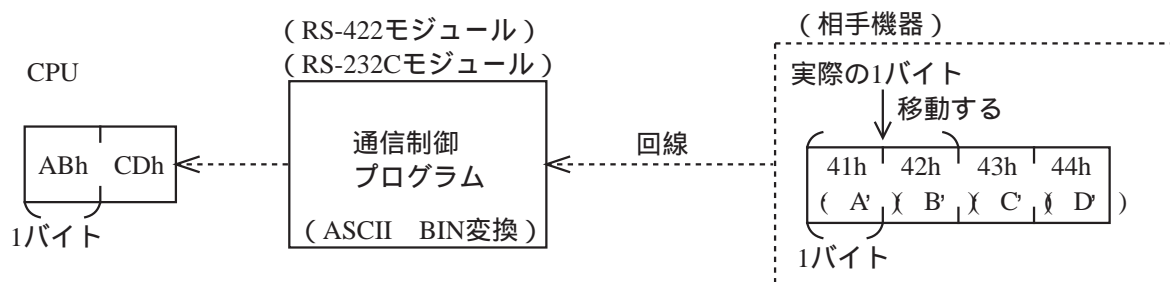 (相手機器)
(RS-422モジュール)
(RS-232Cモジュール)
CPU
実際の1バイト
移動する
通信制御
プログラム
回線
ABh CDh
41h 42h 43h 44h
( A' )( B' )( C' )( D' )
(ASCII BIN変換)
1バイト
1バイト